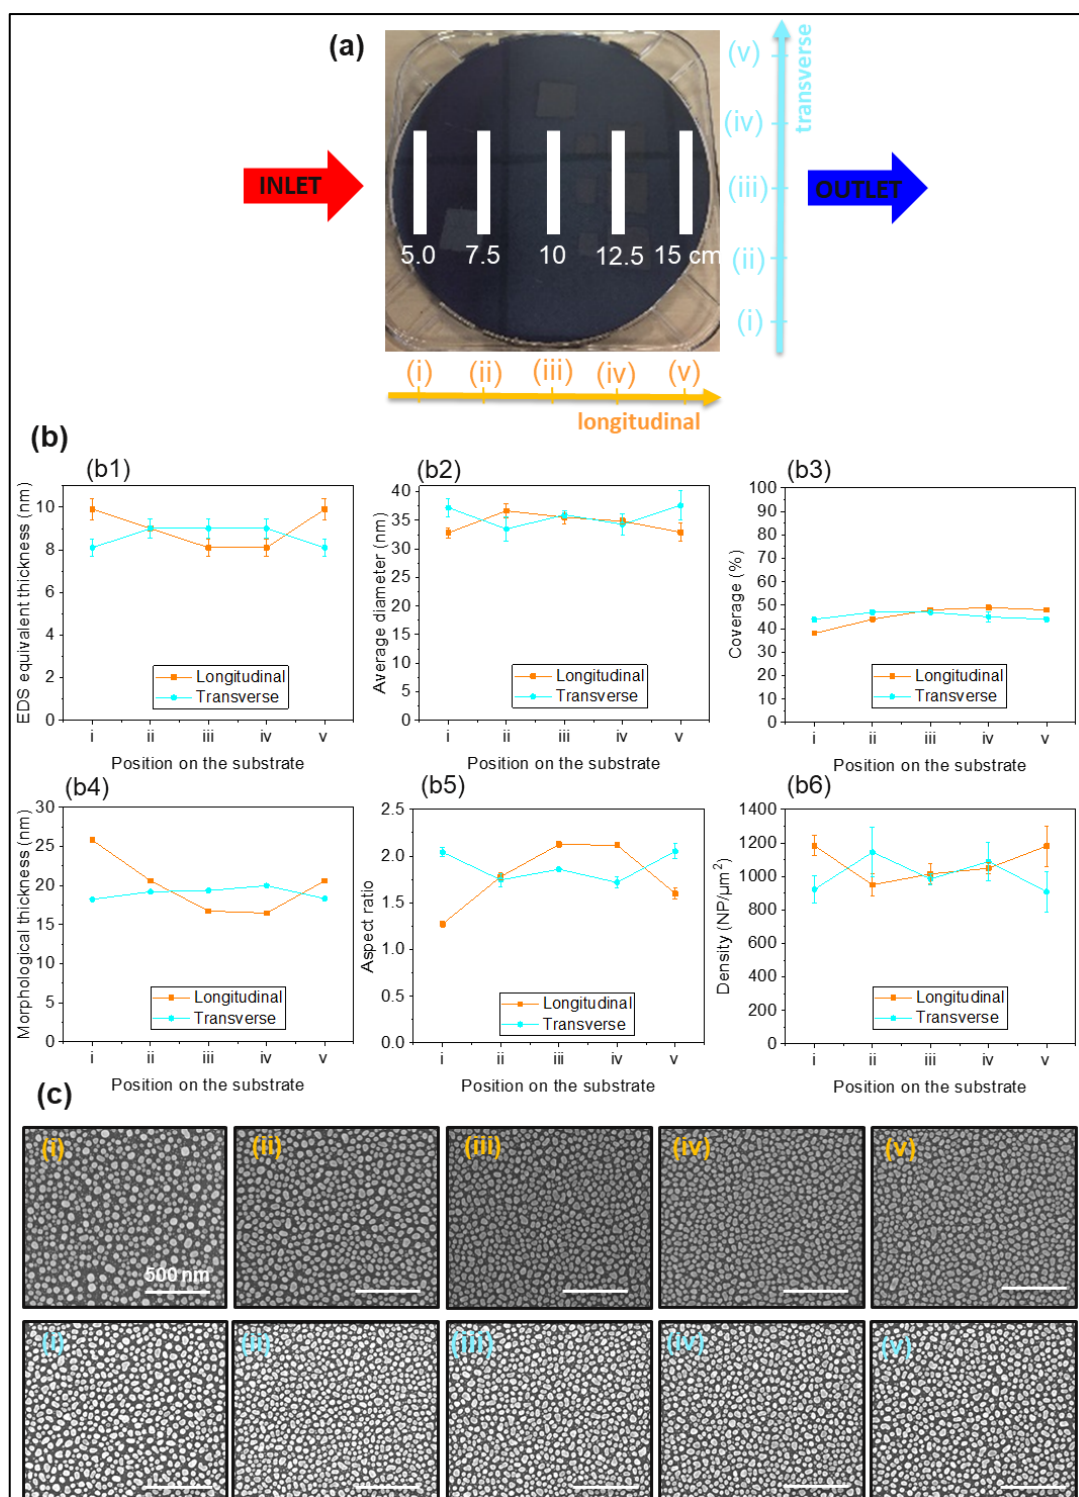 (a)
INLET
OUTLET
5.0 7.5 10 12.5 15 cm
(v)
(iv)
(iii)
(ii)
(i)
transverse
(i) (ii) (iii) (iv) (v)
longitudinal
(b)
(b1)
EDS equivalent thickness (nm)
10
8
6
4
2
0
Longitudinal
Transverse
i ii iii iv v
Position on the substrate
(b2)
Average diameter (nm)
40
35
30
25
20
15
10
5
0
Longitudinal
Transverse
i ii iii iv v
Position on the substrate
(b3)
Coverage (%)
100
90
80
70
60
50
40
30
20
10
0
Longitudinal
Transverse
i ii iii iv v
Position on the substrate
(b4)
Morphological thickness (nm)
30
25
20
15
10
5
0
Longitudinal
Transverse
i ii iii iv v
Position on the substrate
(b5)
Aspect ratio
2.5
2.0
1.5
1.0
0.5
0.0
Longitudinal
Transverse
i ii iii iv v
Position on the substrate
(b6)
Density (NP/µm²)
1400
1200
1000
800
600
400
200
0
Longitudinal
Transverse
i ii iii iv v
Position on the substrate
(c)
(i) (ii) (iii) (iv) (v)
500 nm
(i) (ii) (iii) (iv) (v)